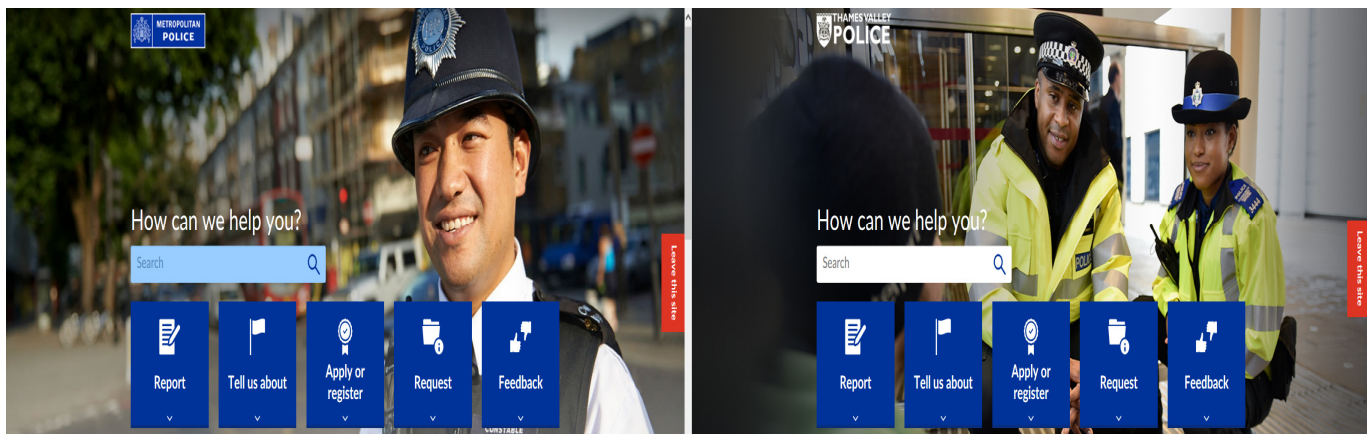 METROPOLITAN
POLICE
How can we help you?
Search
Leave this site
Report
Tell us about
Apply or
register
Request
Feedback
CONSTABLE
THAMES VALLEY
POLICE
How can we help you?
Search
POLICE
Leave this site
Report
Tell us about
Apply or
register
Request
Feedback